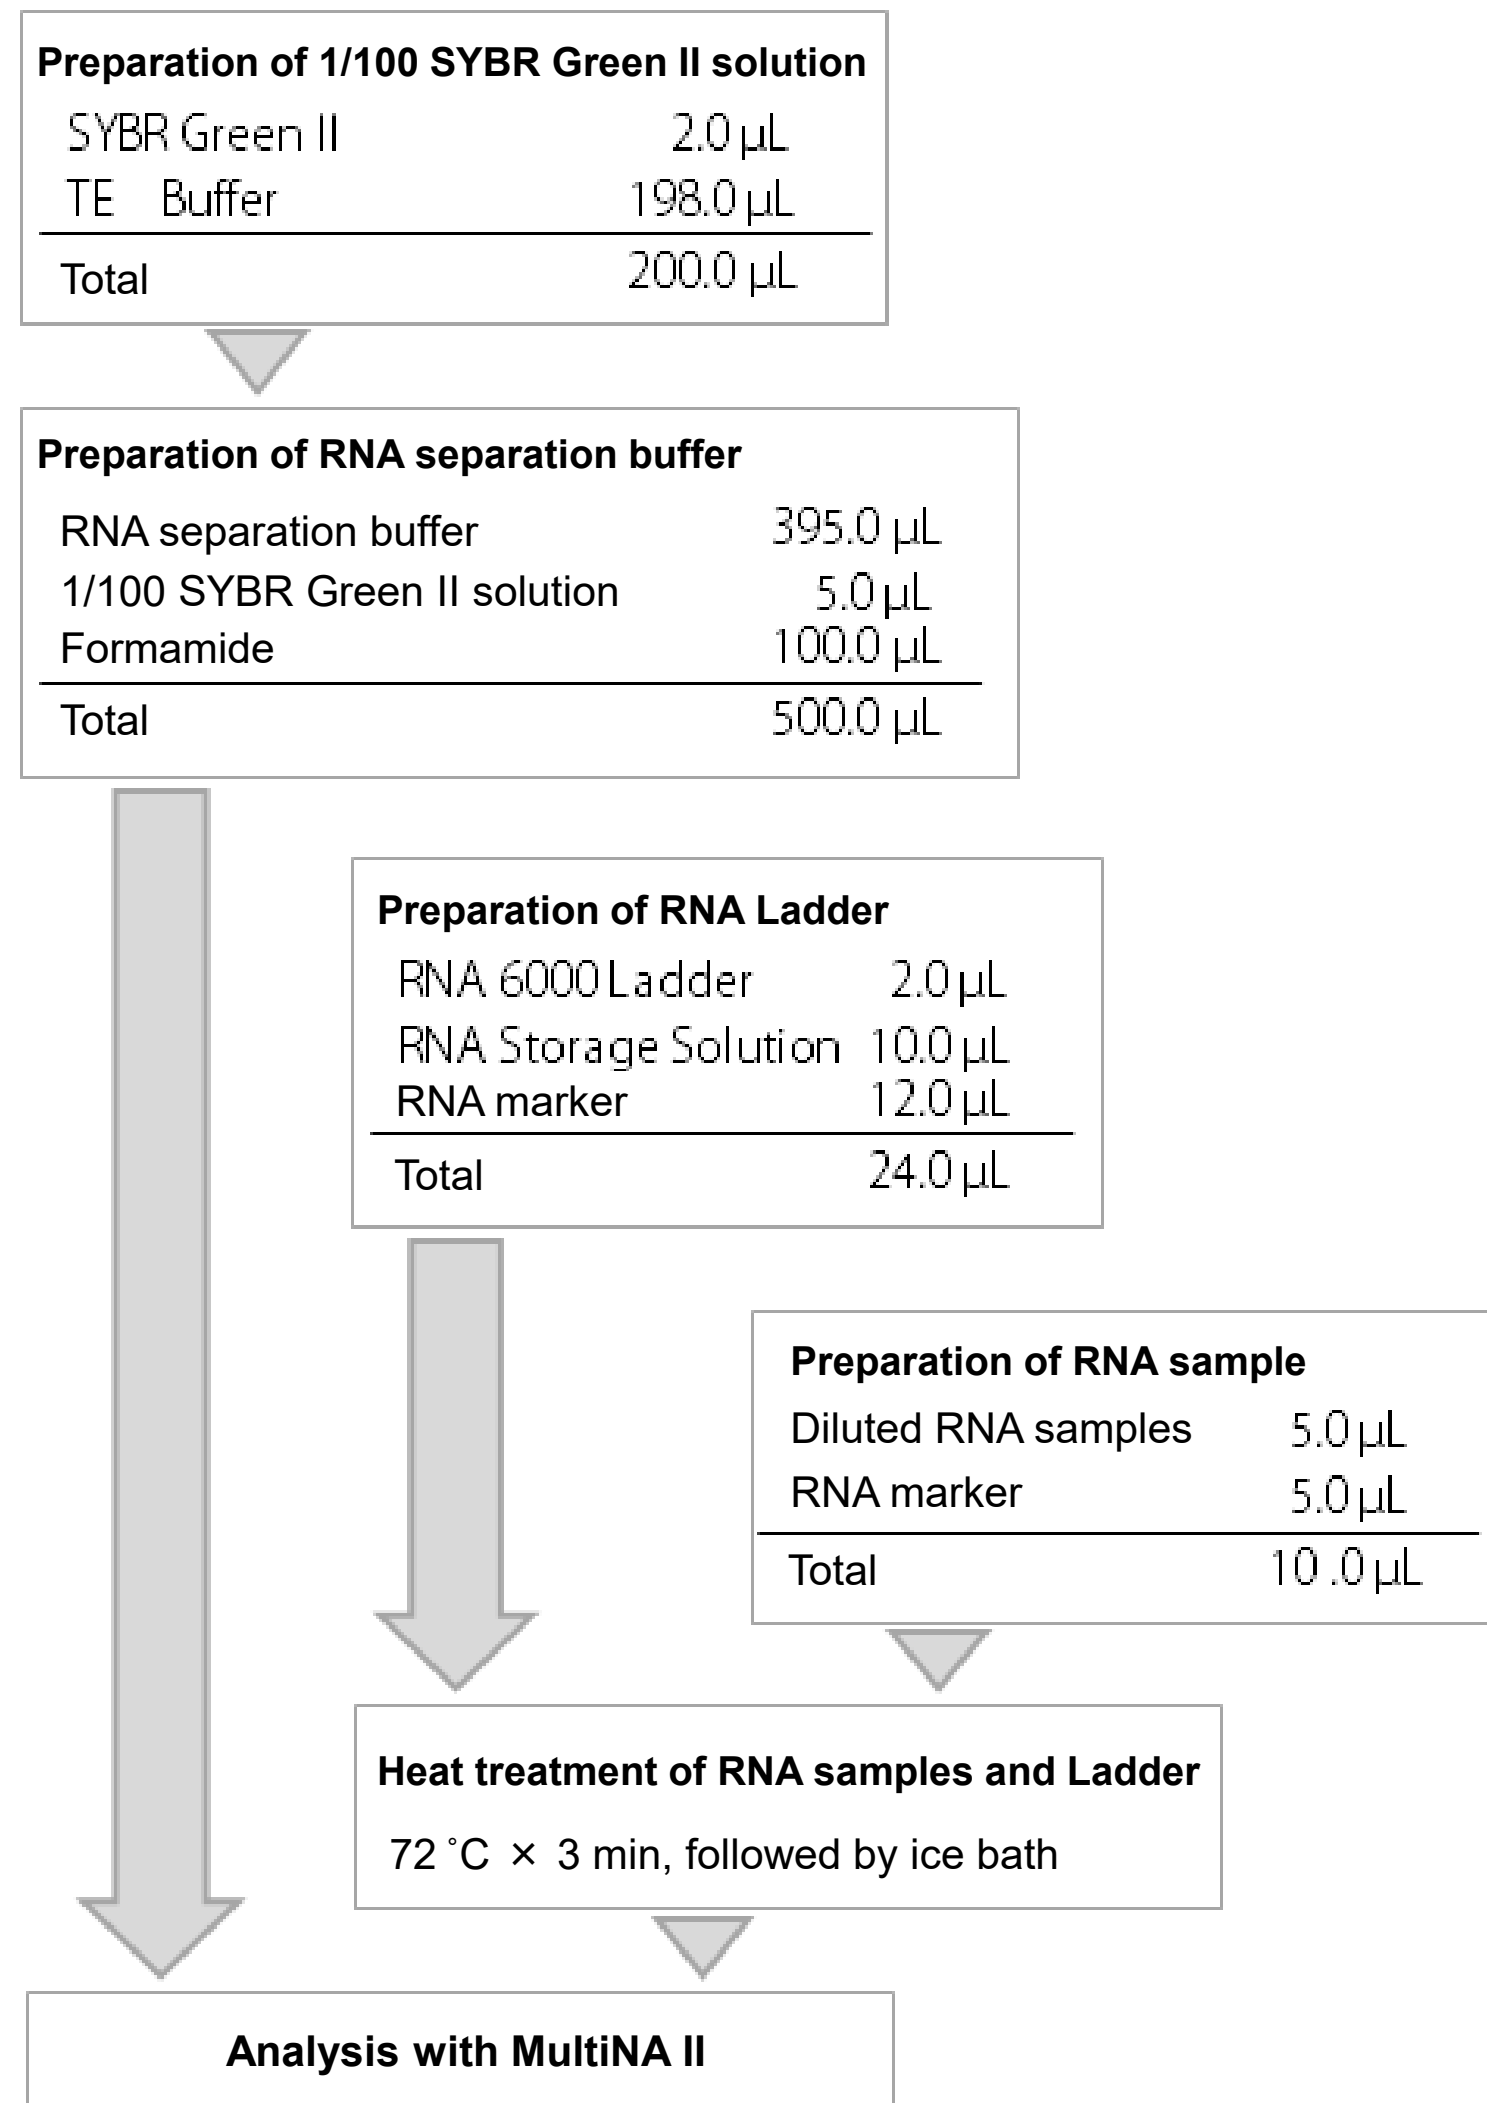 Preparation of 1/100 SYBR Green II solution
SYBR Green II 2.0 µL
TE Buffer 198.0 µL
Total 200.0 µL
Preparation of RNA separation buffer
RNA separation buffer 395.0 µL
1/100 SYBR Green II solution 5.0 µL
Formamide 100.0 µL
Total 500.0 µL
Preparation of RNA Ladder
RNA 6000 Ladder 2.0 µL
RNA Storage Solution 10.0 µL
RNA marker 12.0 µL
Total 24.0 µL
Preparation of RNA sample
Diluted RNA samples 5.0 µL
RNA marker 5.0 µL
Total 10 .0 µL
Heat treatment of RNA samples and Ladder
72 ˚C × 3 min, followed by ice bath
Analysis with MultiNA II